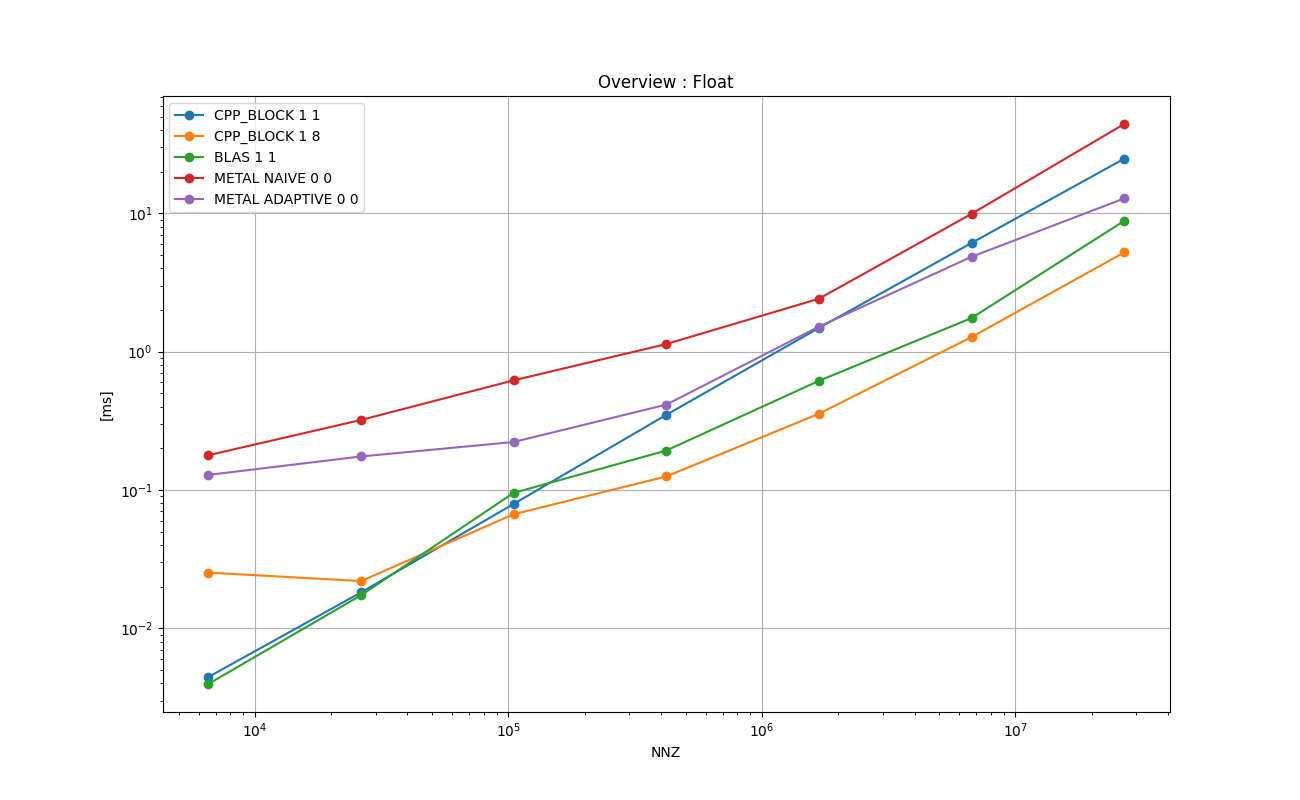 Overview : Float
CPP_BLOCK 1 1
CPP_BLOCK 1 8
BLAS 1 1
METAL NAIVE 0 0
METAL ADAPTIVE 0 0
10¹
10⁰
10⁻¹
10⁻²
[ms]
10⁴ 10⁵ 10⁶ 10⁷
NNZ